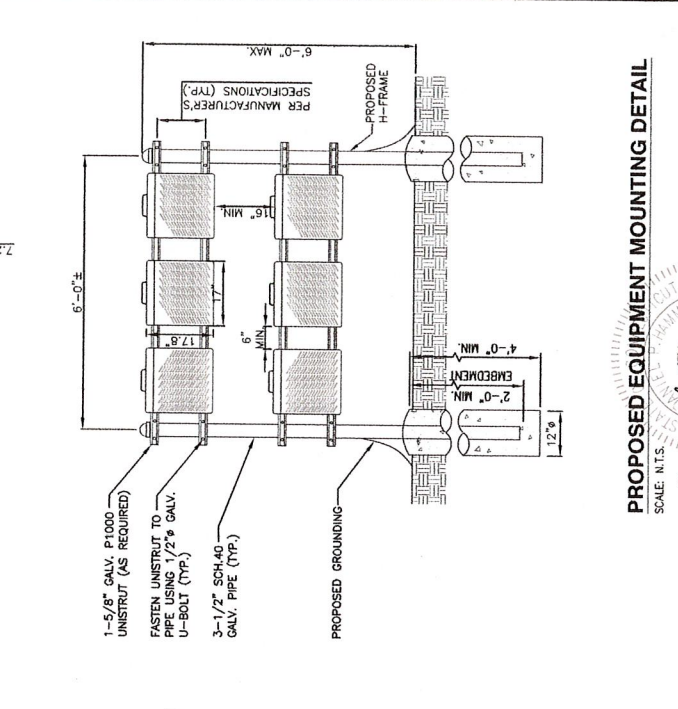 6'-0"±
6'-0" MAX.
PER MANUFACTURER'S
SPECIFICATIONS (TYP.)
PROPOSED
H-FRAME
17.8"
17"
16" MIN.
6"
MIN
1-5/8" GALV. P1000
UNISTRUT (AS REQUIRED)
FASTEN UNISTRUT TO
PIPE USING 1/2"ø GALV.
U-BOLT (TYP.)
3-1/2" SCH.40
GALV. PIPE (TYP.)
PROPOSED GROUNDING
2'-0" MIN.
EMBEDMENT
4'-0" MIN.
12"ø
PROPOSED EQUIPMENT MOUNTING DETAIL
SCALE: N.T.S.